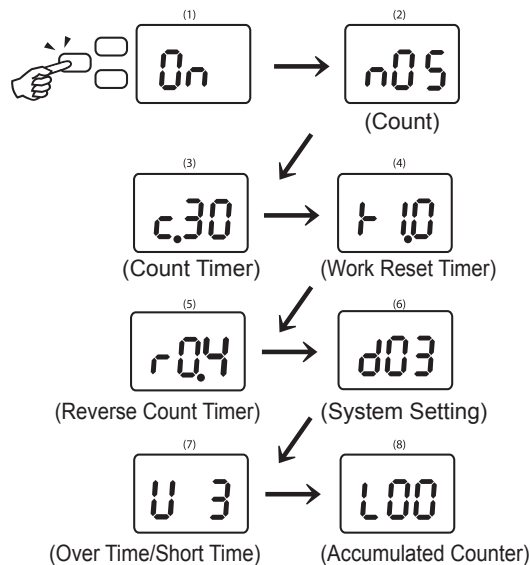 (1)
On
(2)
n05
(Count)
(3)
c.30
(Count Timer)
(4)
t 1.0
(Work Reset Timer)
(5)
r0.4
(Reverse Count Timer)
(6)
d03
(System Setting)
(7)
U 3
(Over Time/Short Time)
(8)
L00
(Accumulated Counter)